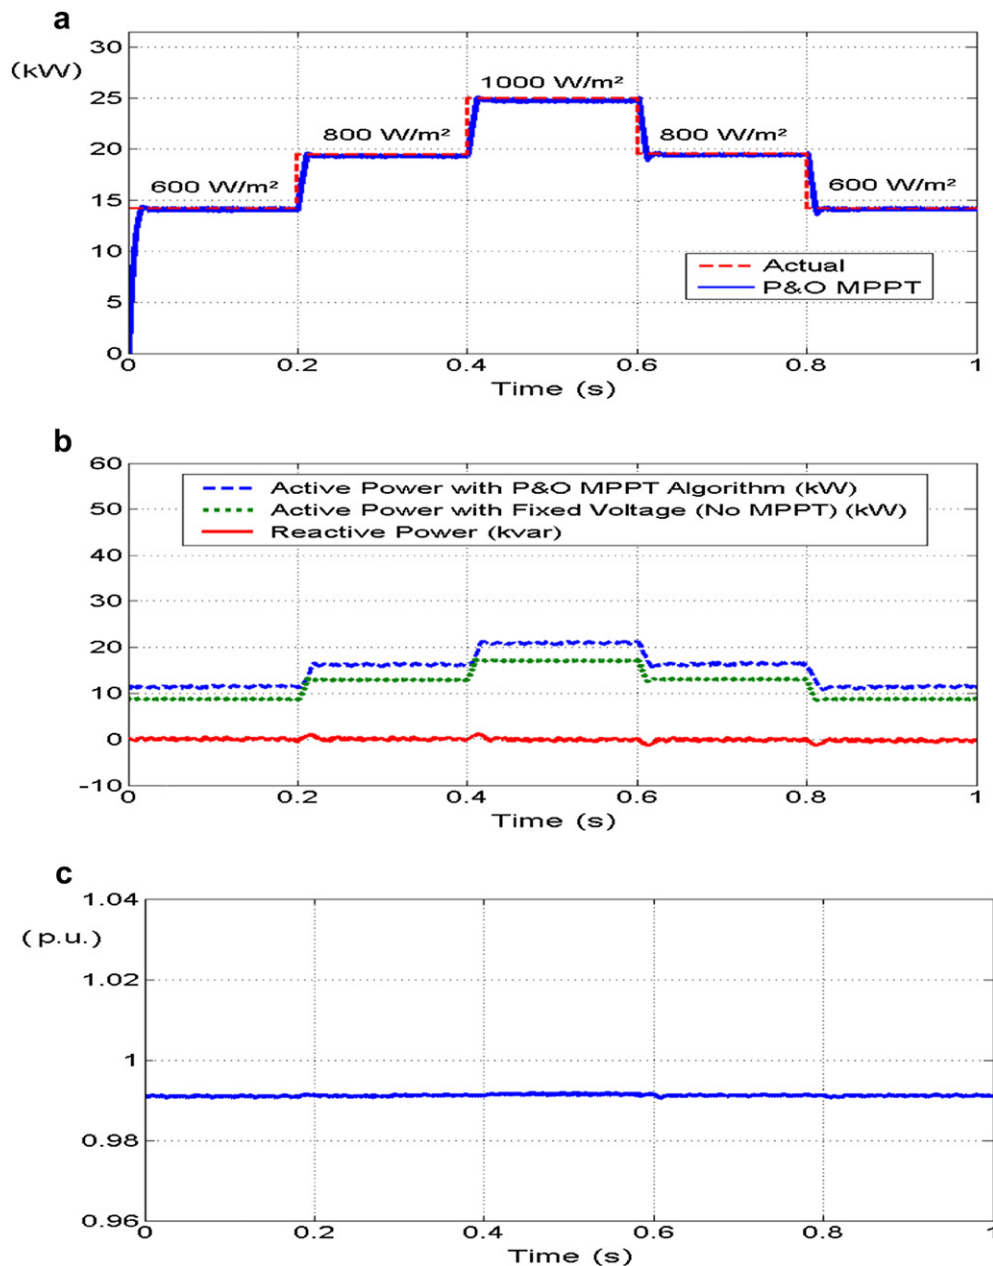 a
30
(kW)
25
20
15
10
5
0
1000 W/m²
800 W/m²
800 W/m²
600 W/m²
600 W/m²
Actual
P&O MPPT
0 0.2 0.4 0.6 0.8 1
Time (s)
b
60
50
40
30
20
10
0
-10
Active Power with P&O MPPT Algorithm (kW)
Active Power with Fixed Voltage (No MPPT) (kW)
Reactive Power (kvar)
0 0.2 0.4 0.6 0.8 1
Time (s)
c
1.04
(p.u.)
1.02
1
0.98
0.96
0 0.2 0.4 0.6 0.8 1
Time (s)